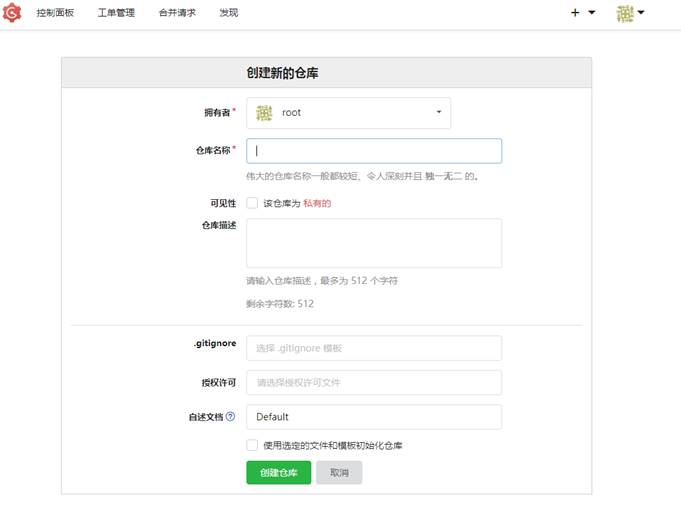 控制面板 工单管理 合并请求 发现
创建新的仓库
拥有者* root
仓库名称*
伟大的仓库名称一般都较短、令人深刻并且 独一无二 的。
可见性 该仓库为 私有的
仓库描述
请输入仓库描述，最多为 512 个字符
剩余字符数: 512
.gitignore 选择 .gitignore 模板
授权许可 请选择授权许可文件
自述文档 Default
使用选定的文件和模板初始化仓库
创建仓库 取消